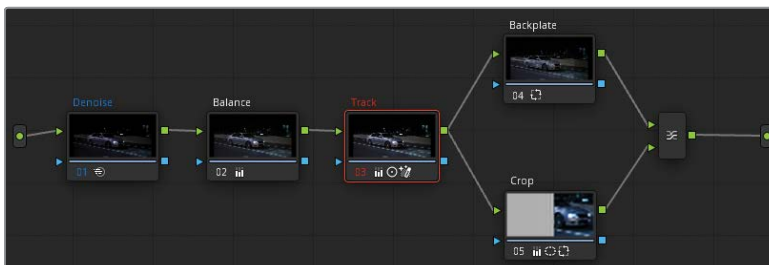 Backplate
04
Denoise
01
Balance
02
Track
03
Crop
05